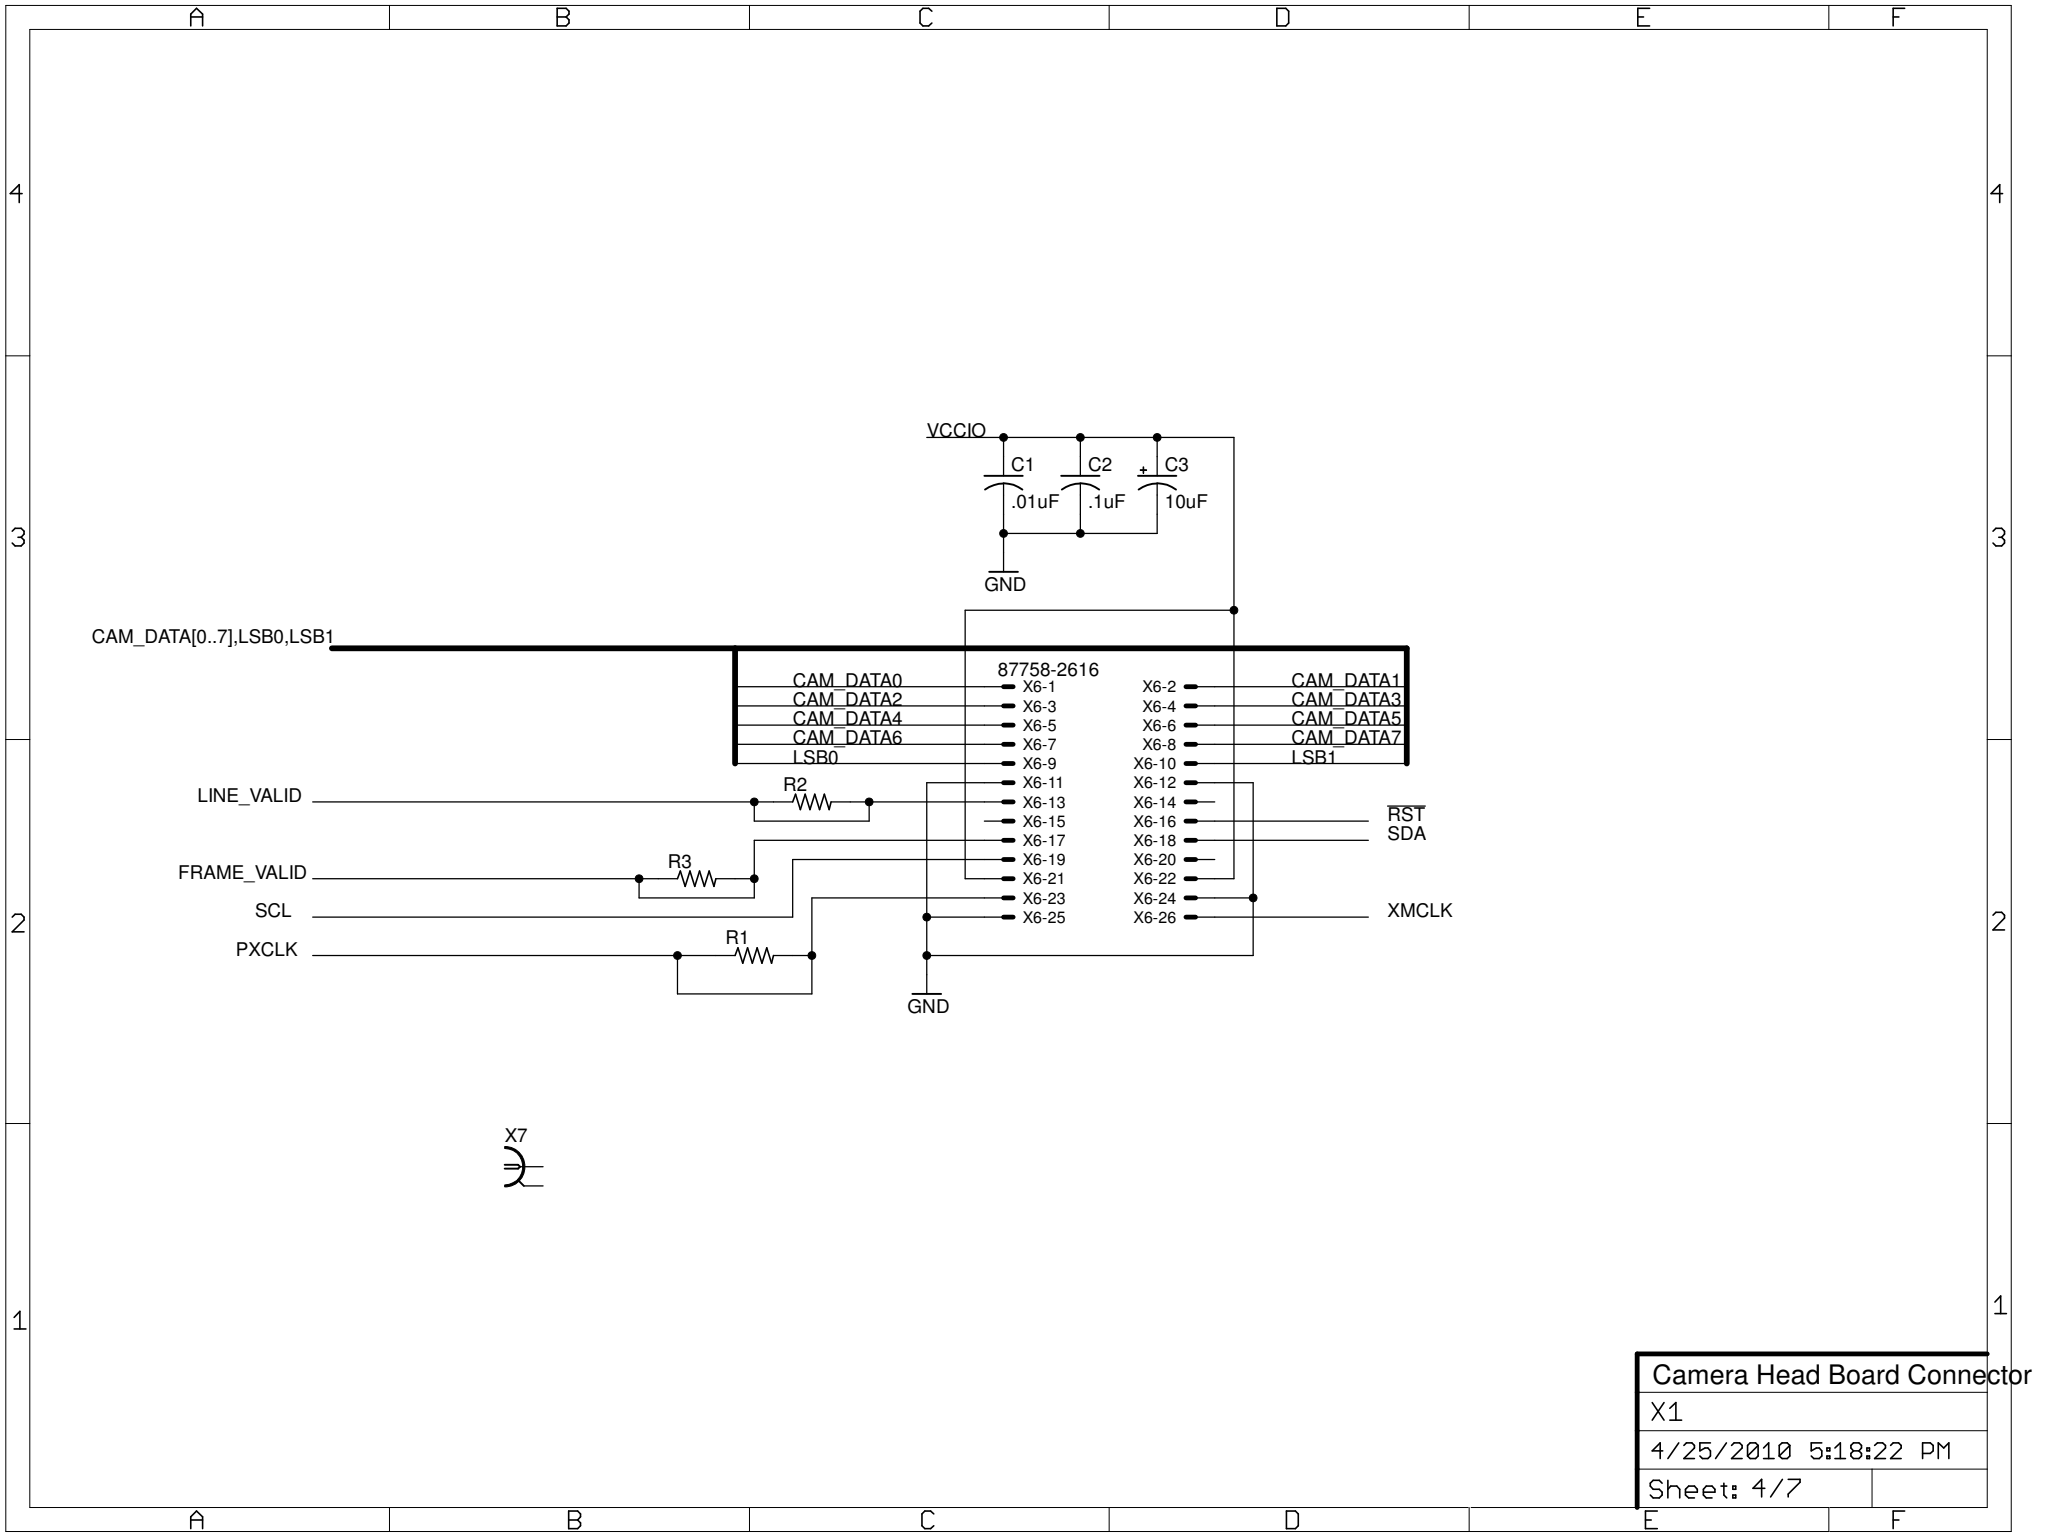 A B C D E F
4 4
VCCIO
C1 C2 C3
+
.01uF .1uF 10uF
3 3
GND
CAM_DATA[0..7],LSB0,LSB1
87758-2616
CAM_DATA0 X6-1 X6-2 CAM_DATA1
CAM_DATA2 X6-3 X6-4 CAM_DATA3
CAM_DATA4 X6-5 X6-6 CAM_DATA5
CAM_DATA6 X6-7 X6-8 CAM_DATA7
LSB0 X6-9 X6-10 LSB1
R2 X6-11 X6-12
LINE_VALID X6-13 X6-14
X6-15 X6-16 RST
X6-17 X6-18 SDA
R3 X6-19 X6-20
FRAME_VALID X6-21 X6-22
X6-23 X6-24
2 SCL X6-25 X6-26 XMCLK 2
R1
PXCLK
GND
X7
1 1
Camera Head Board Connector
X1
4/25/2010 5:18:22 PM
Sheet: 4/7
A B C D E F